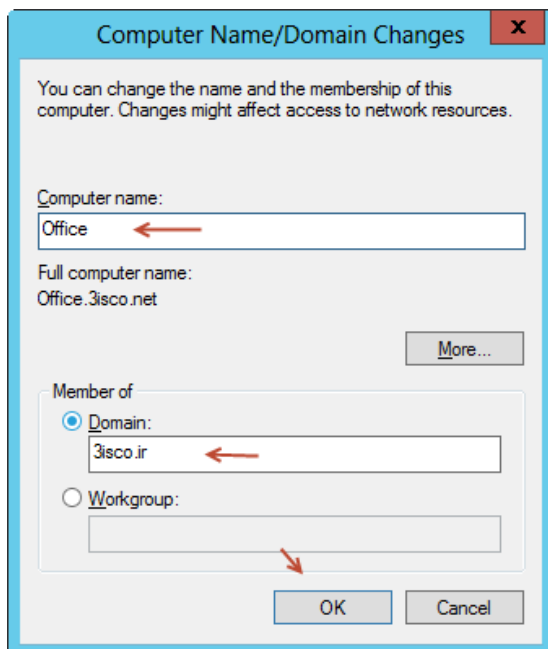 Computer Name/Domain Changes
x
You can change the name and the membership of this
computer. Changes might affect access to network resources.
Computer name:
Office
Full computer name:
Office.3isco.net
More...
Member of
Domain:
3isco.ir
Workgroup:
OK
Cancel